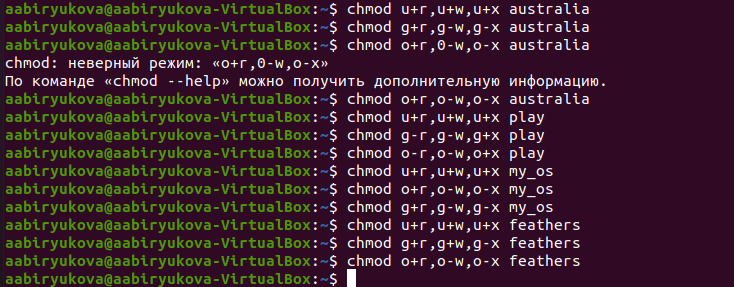 aabiryukova@aabiryukova-VirtualBox:~$ chmod u+r,u+w,u+x australia
aabiryukova@aabiryukova-VirtualBox:~$ chmod g+r,g-w,g-x australia
aabiryukova@aabiryukova-VirtualBox:~$ chmod o+r,0-w,o-x australia
chmod: неверный режим: «o+r,0-w,o-x»
По команде «chmod --help» можно получить дополнительную информацию.
aabiryukova@aabiryukova-VirtualBox:~$ chmod o+r,o-w,o-x australia
aabiryukova@aabiryukova-VirtualBox:~$ chmod u+r,u+w,u+x play
aabiryukova@aabiryukova-VirtualBox:~$ chmod g-r,g-w,g+x play
aabiryukova@aabiryukova-VirtualBox:~$ chmod o-r,o-w,o+x play
aabiryukova@aabiryukova-VirtualBox:~$ chmod u+r,u+w,u+x my_os
aabiryukova@aabiryukova-VirtualBox:~$ chmod o+r,o-w,o-x my_os
aabiryukova@aabiryukova-VirtualBox:~$ chmod g+r,g-w,g-x my_os
aabiryukova@aabiryukova-VirtualBox:~$ chmod u+r,u+w,u+x feathers
aabiryukova@aabiryukova-VirtualBox:~$ chmod g+r,g+w,g-x feathers
aabiryukova@aabiryukova-VirtualBox:~$ chmod o+r,o-w,o-x feathers
aabiryukova@aabiryukova-VirtualBox:~$